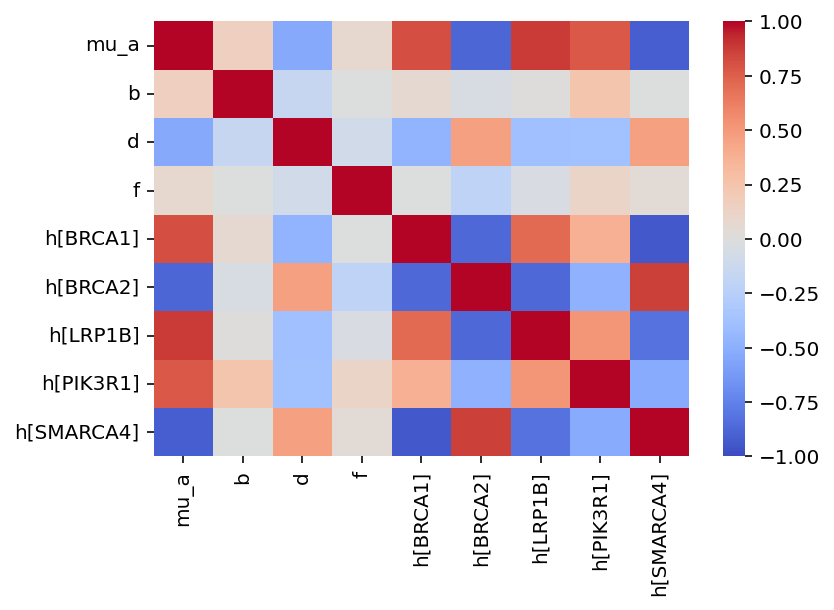 mu_a
b
d
f
h[BRCA1]
h[BRCA2]
h[LRP1B]
h[PIK3R1]
h[SMARCA4]
mu_a
b
d
f
h[BRCA1]
h[BRCA2]
h[LRP1B]
h[PIK3R1]
h[SMARCA4]
1.00
0.75
0.50
0.25
0.00
−0.25
−0.50
−0.75
−1.00